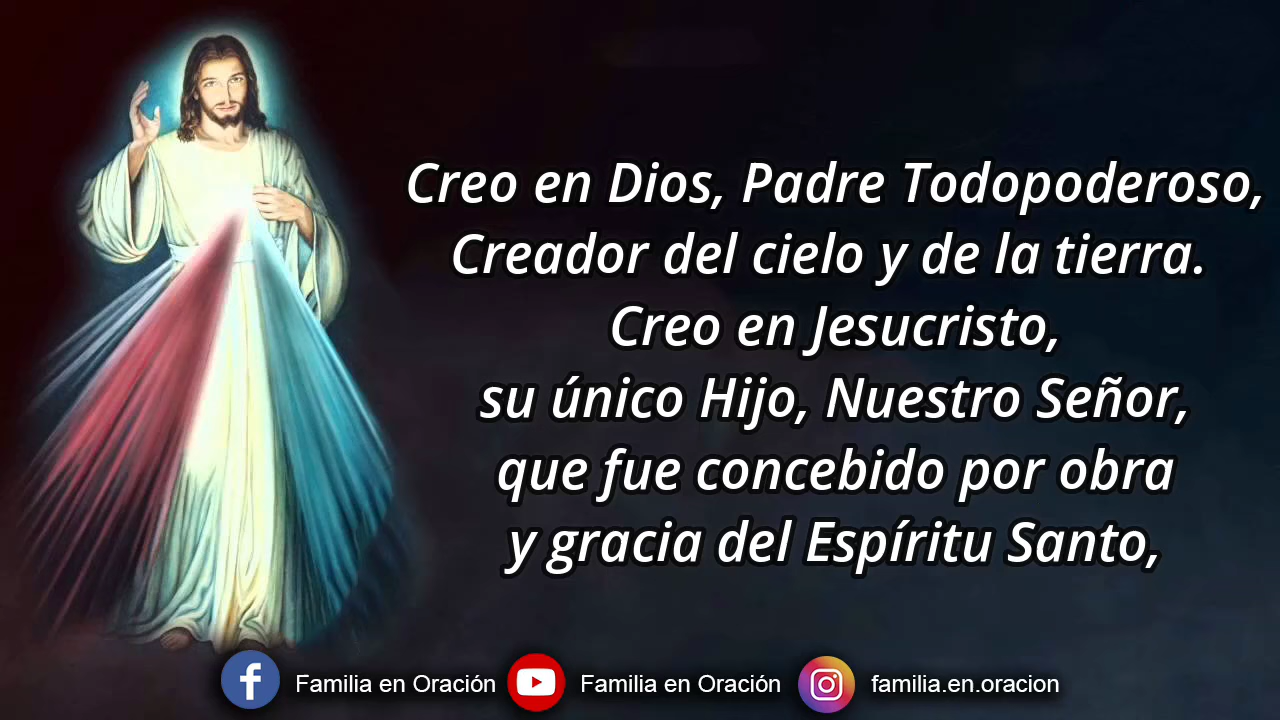 Creo en Dios, Padre Todopoderoso,
Creador del cielo y de la tierra.
Creo en Jesucristo,
su único Hijo, Nuestro Señor,
que fue concebido por obra
y gracia del Espíritu Santo,
Familia en Oración
Familia en Oración
familia.en.oracion